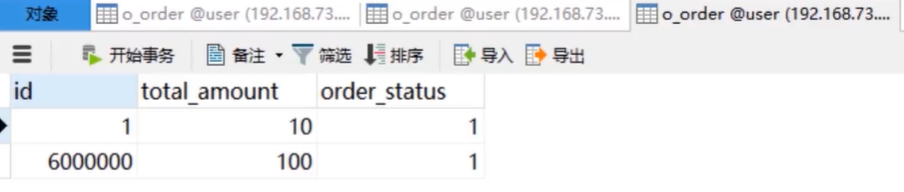 对象 o_order @user (192.168.73.... o_order @user (192.168.73.... o_order @user (192.168.73....
开始事务 备注 筛选 排序 导入 导出
id total_amount order_status
1 10 1
6000000 100 1